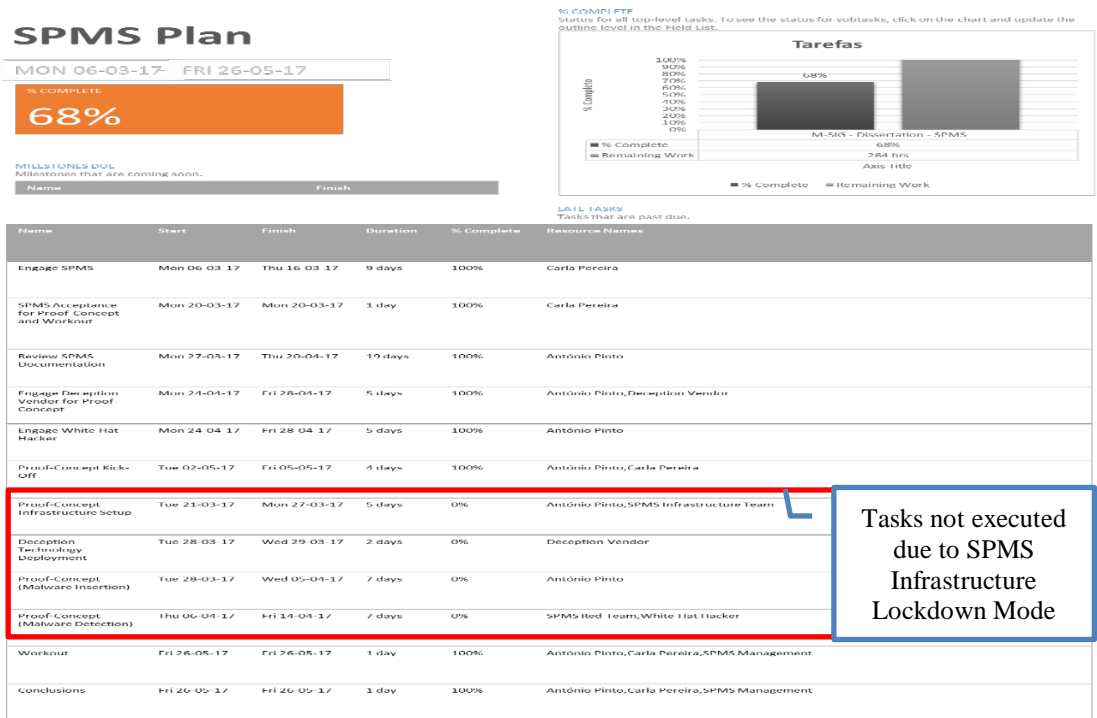 SPMS Plan
MON 06-03-17- FRI 26-05-17
% COMPLETE
68%
MILESTONES DUE
Milestones that are coming soon.
Name Finish
% COMPLETE
Status for all top-level tasks. To see the status for subtasks, click on the chart and update the
outline level in the Field List.
Tarefas
% Complete
100%
90%
80%
70%
60%
50%
40%
30%
20%
10%
0%
68%
M-SIG - Dissertation - SPMS
% Complete 68%
Remaining Work 264 hrs
Axis Title
% Complete Remaining Work
LATE TASKS
Tasks that are past due.
Name Start Finish Duration % Complete Resource Names
Engage SPMS Mon 06-03-17 Thu 16-03-17 9 days 100% Carla Pereira
SPMS Acceptance Mon 20-03-17 Mon 20-03-17 1 day 100% Carla Pereira
for Proof-Concept
and Workout
Review SPMS Mon 27-03-17 Thu 20-04-17 19 days 100% António Pinto
Documentation
Engage Deception Mon 24-04-17 Fri 28-04-17 5 days 100% António Pinto,Deception Vendor
Vendor for Proof-
Concept
Engage White Hat Mon 24-04-17 Fri 28-04-17 5 days 100% António Pinto
Hacker
Proof-Concept Kick- Tue 02-05-17 Fri 05-05-17 4 days 100% António Pinto,Carla Pereira
Off
Proof-Concept Tue 21-03-17 Mon 27-03-17 5 days 0% António Pinto,SPMS Infrastructure Team
Infrastructure Setup
Deception Tue 28-03-17 Wed 29-03-17 2 days 0% Deception Vendor
Technology
Deployment
Proof-Concept Tue 28-03-17 Wed 05-04-17 7 days 0% António Pinto
(Malware Insertion)
Proof-Concept Thu 06-04-17 Fri 14-04-17 7 days 0% SPMS Red Team,White Hat Hacker
(Malware Detection)
Workout Fri 26-05-17 Fri 26-05-17 1 day 100% António Pinto,Carla Pereira,SPMS Management
Conclusions Fri 26-05-17 Fri 26-05-17 1 day 100% António Pinto,Carla Pereira,SPMS Management
Tasks not executed
due to SPMS
Infrastructure
Lockdown Mode